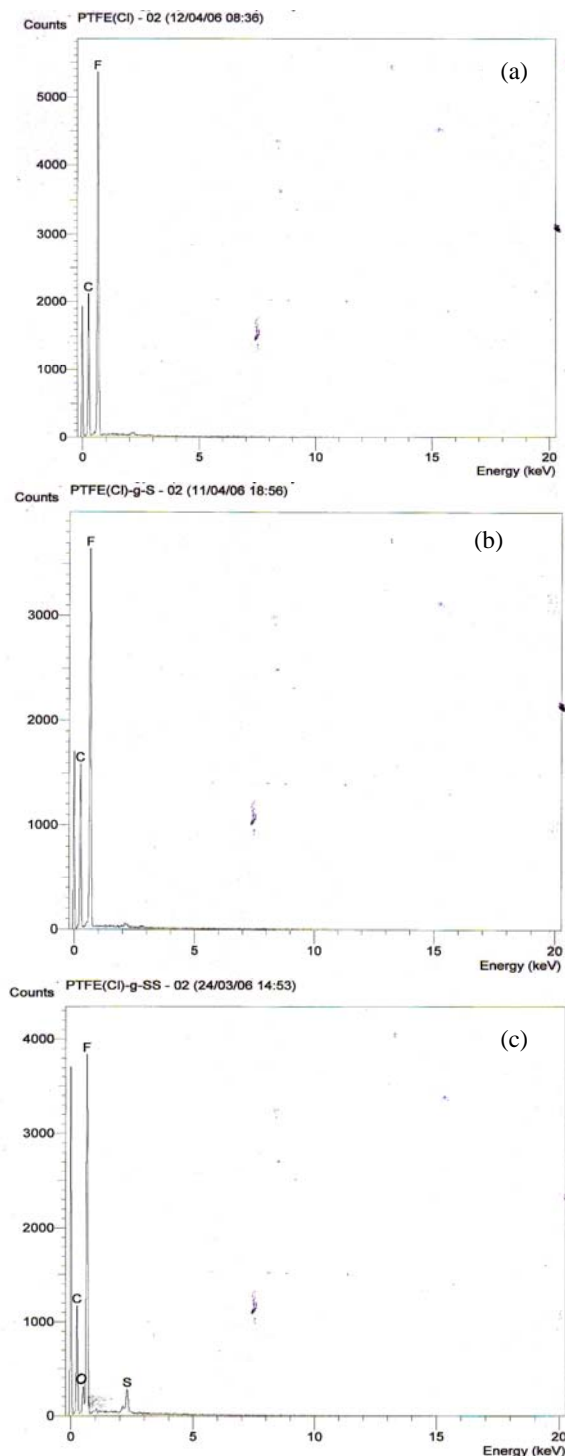 Counts PTFE(Cl) - 02 (12/04/06 08:36)
(a)
F
5000
4000
3000
C
2000
1000
0
0 5 10 15 20
Energy (keV)
Counts PTFE(Cl)-g-S - 02 (11/04/06 18:56)
(b)
F
3000
2000
C
1000
0
0 5 10 15 20
Energy (keV)
Counts PTFE(Cl)-g-SS - 02 (24/03/06 14:53)
(c)
4000
F
3000
2000
C
1000
O S
0
0 5 10 15 20
Energy (keV)